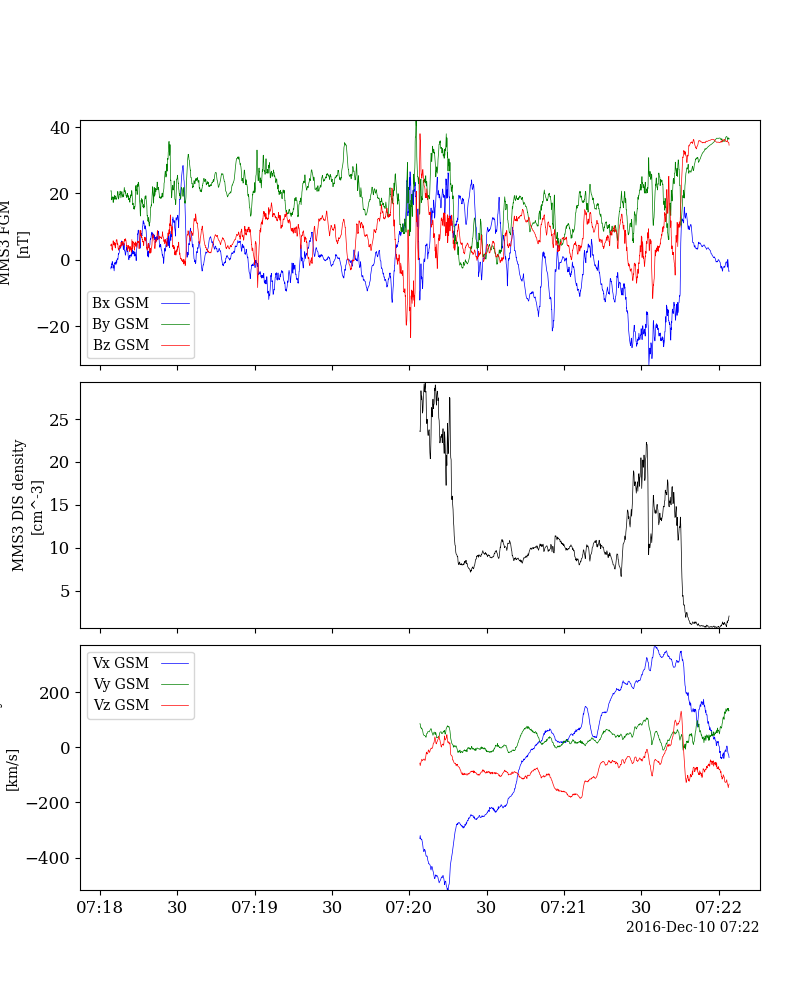 40
20
0
−20
MMS3 FGM
[nT]
Bx GSM
By GSM
Bz GSM
25
20
15
10
5
MMS3 DIS density
[cm^-3]
200
0
−200
−400
[km/s]
Vx GSM
Vy GSM
Vz GSM
07:18
30
07:19
30
07:20
30
07:21
30
07:22
2016-Dec-10 07:22